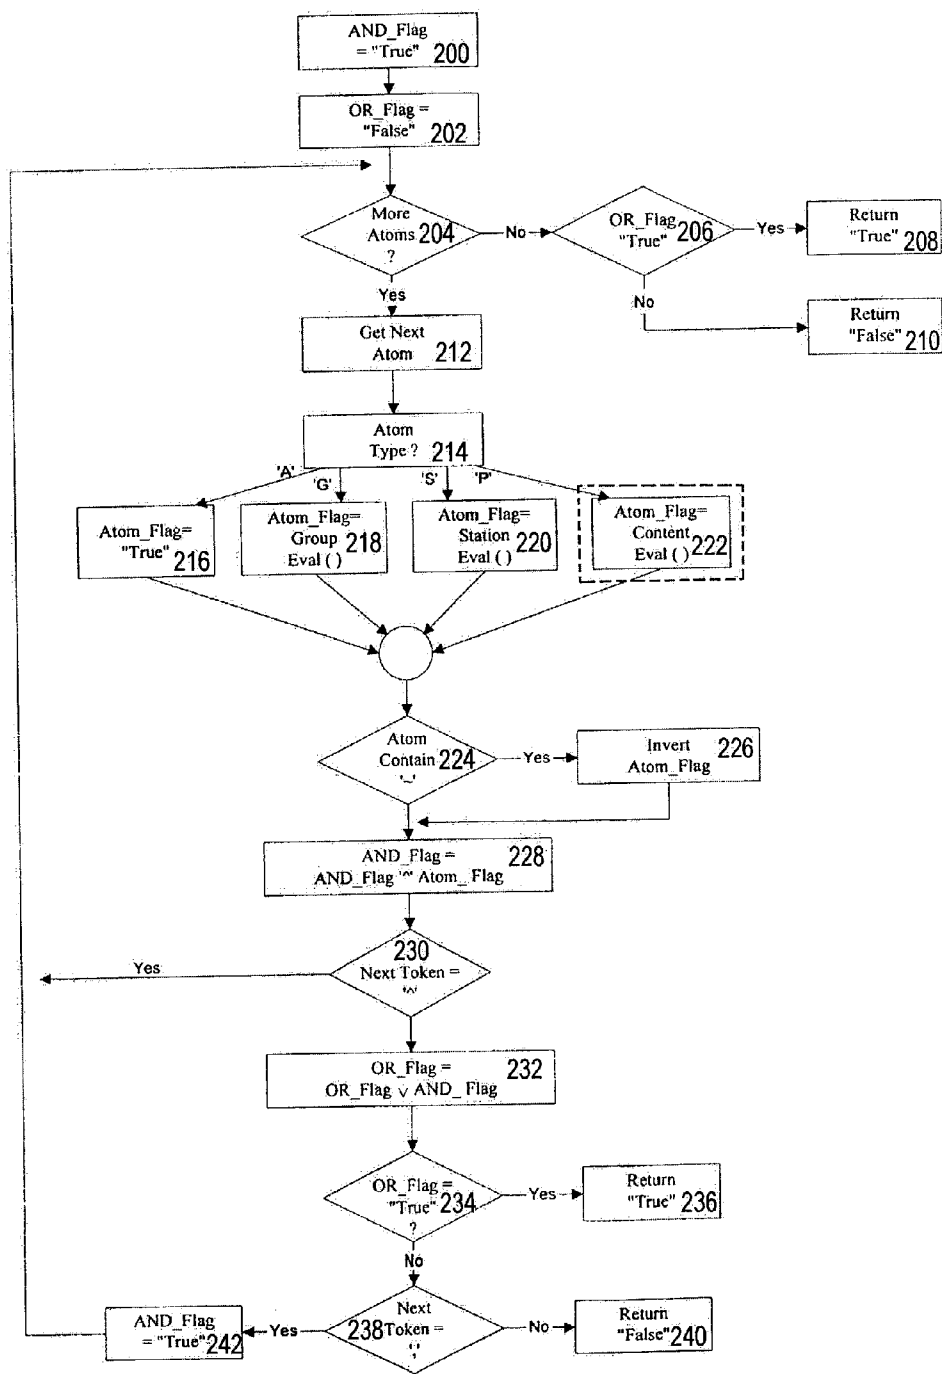 AND_Flag
= "True" 200
OR_Flag =
"False" 202
More
Atoms 204
?
No
OR_Flag
"True" 206
Yes
Return
"True" 208
No
Return
"False" 210
Yes
Get Next
Atom 212
Atom
Type ? 214
'A'
'G'
'S'
'P'
Atom_Flag=
"True" 216
Atom_Flag=
Group 218
Eval ( )
Atom_Flag=
Station 220
Eval ( )
Atom_Flag=
Content 222
Eval ( )
Atom
Contain 224
Yes
Invert 226
Atom_Flag
AND_Flag = 228
AND_Flag '^' Atom_ Flag
230
Next Token =
'^'
Yes
OR_Flag = 232
OR_Flag v AND_ Flag
OR_Flag =
"True" 234
?
Yes
Return
"True" 236
No
Next
238 Token =
';'
No
Return
"False" 240
Yes
AND_Flag
= "True" 242